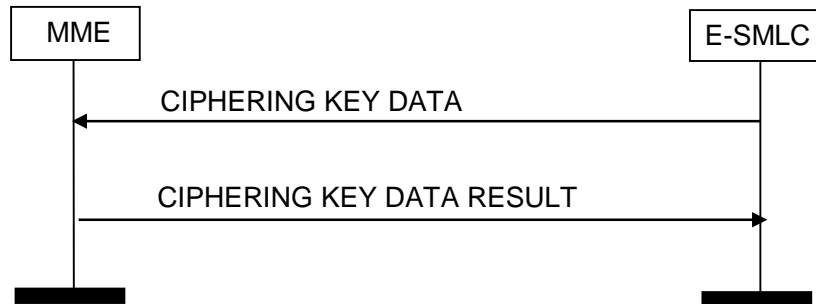 MME
E-SMLC
CIPHERING KEY DATA
CIPHERING KEY DATA RESULT